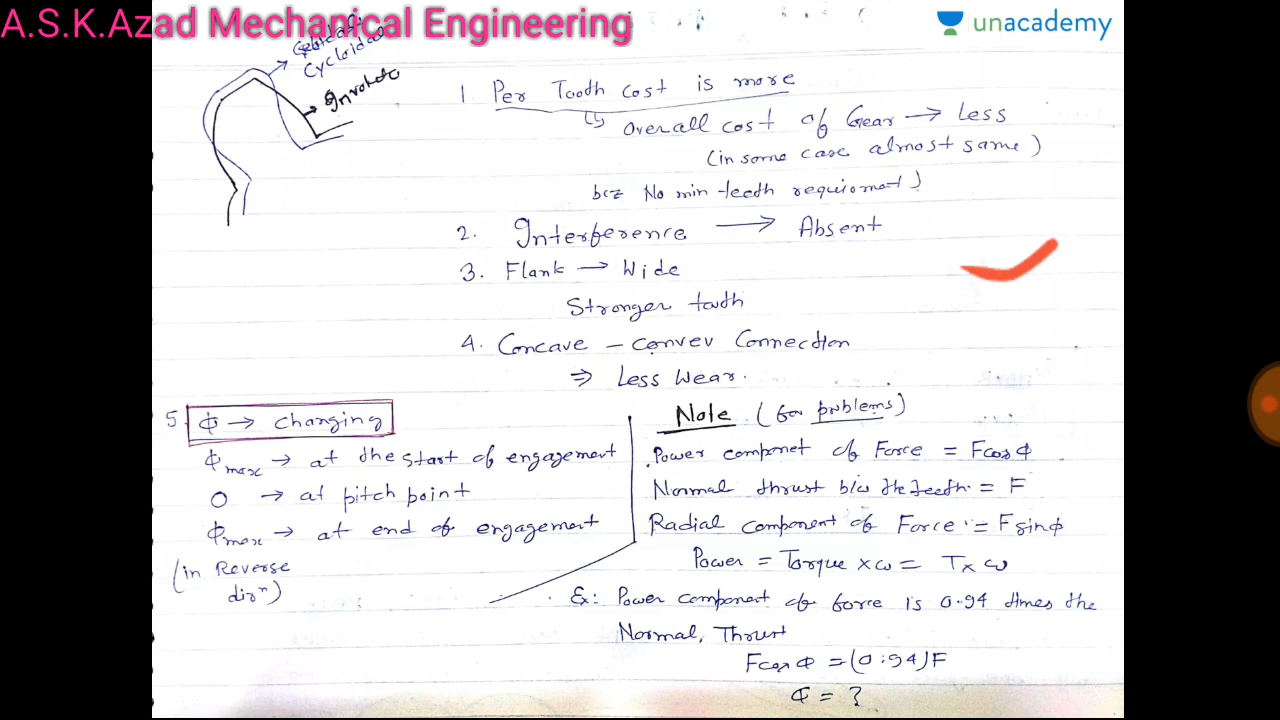 A.S.K.Azad Mechanical Engineering
unacademy
Cycloidal
Involute
1 Per Tooth cost is more
↳ overall cost of Gear → Less
(in some case almost same)
bcz No min teeth requirement)
2. Interference → Absent
3. Flank → Wide
Stronger tooth
4. Concave - convex Connection
⇒ Less Wear.
5. Φ → changing
Φmax → at the start of engagement
0 → at pitch point
Φmax → at end of engagement
(in Reverse
dirⁿ)
Note (for problems)
Power componet of Force = Fcosφ
Normal thrust b/w the teeth = F
Radial component of Force = F sinφ
Power = Torque × ω = T × ω
Ex: Power component of force is 0.94 times the
Normal Thrust
Fcosφ = (0.94)F
Φ = ?